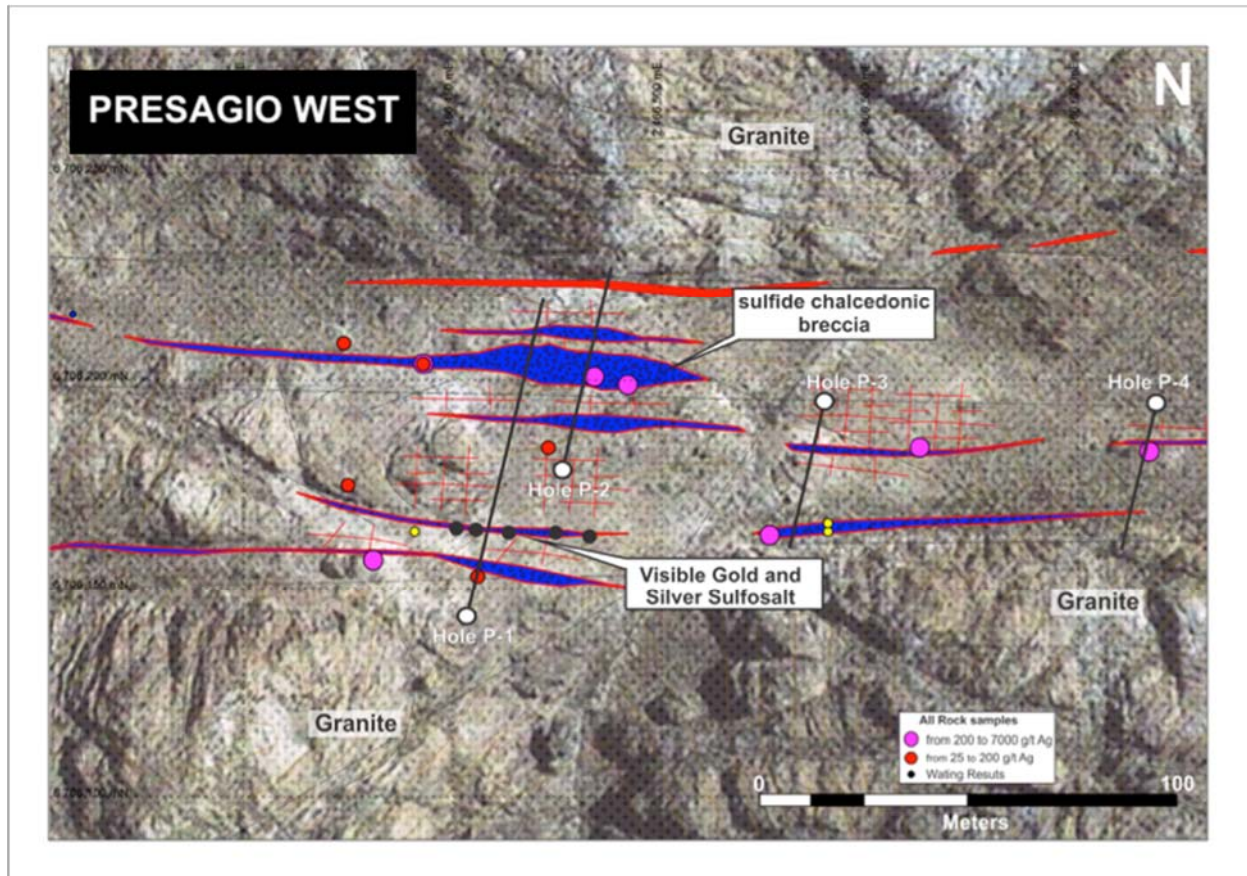 PRESAGIO WEST
N
Granite
sulfide chalcedonic
breccia
Hole P-3
Hole P-4
Hole P-2
Visible Gold and
Silver Sulfosalt
Hole P-1
Granite
Granite
All Rock samples
from 200 to 7000 g/t Ag
from 25 to 200 g/t Ag
Wating Resuts
0
100
Meters